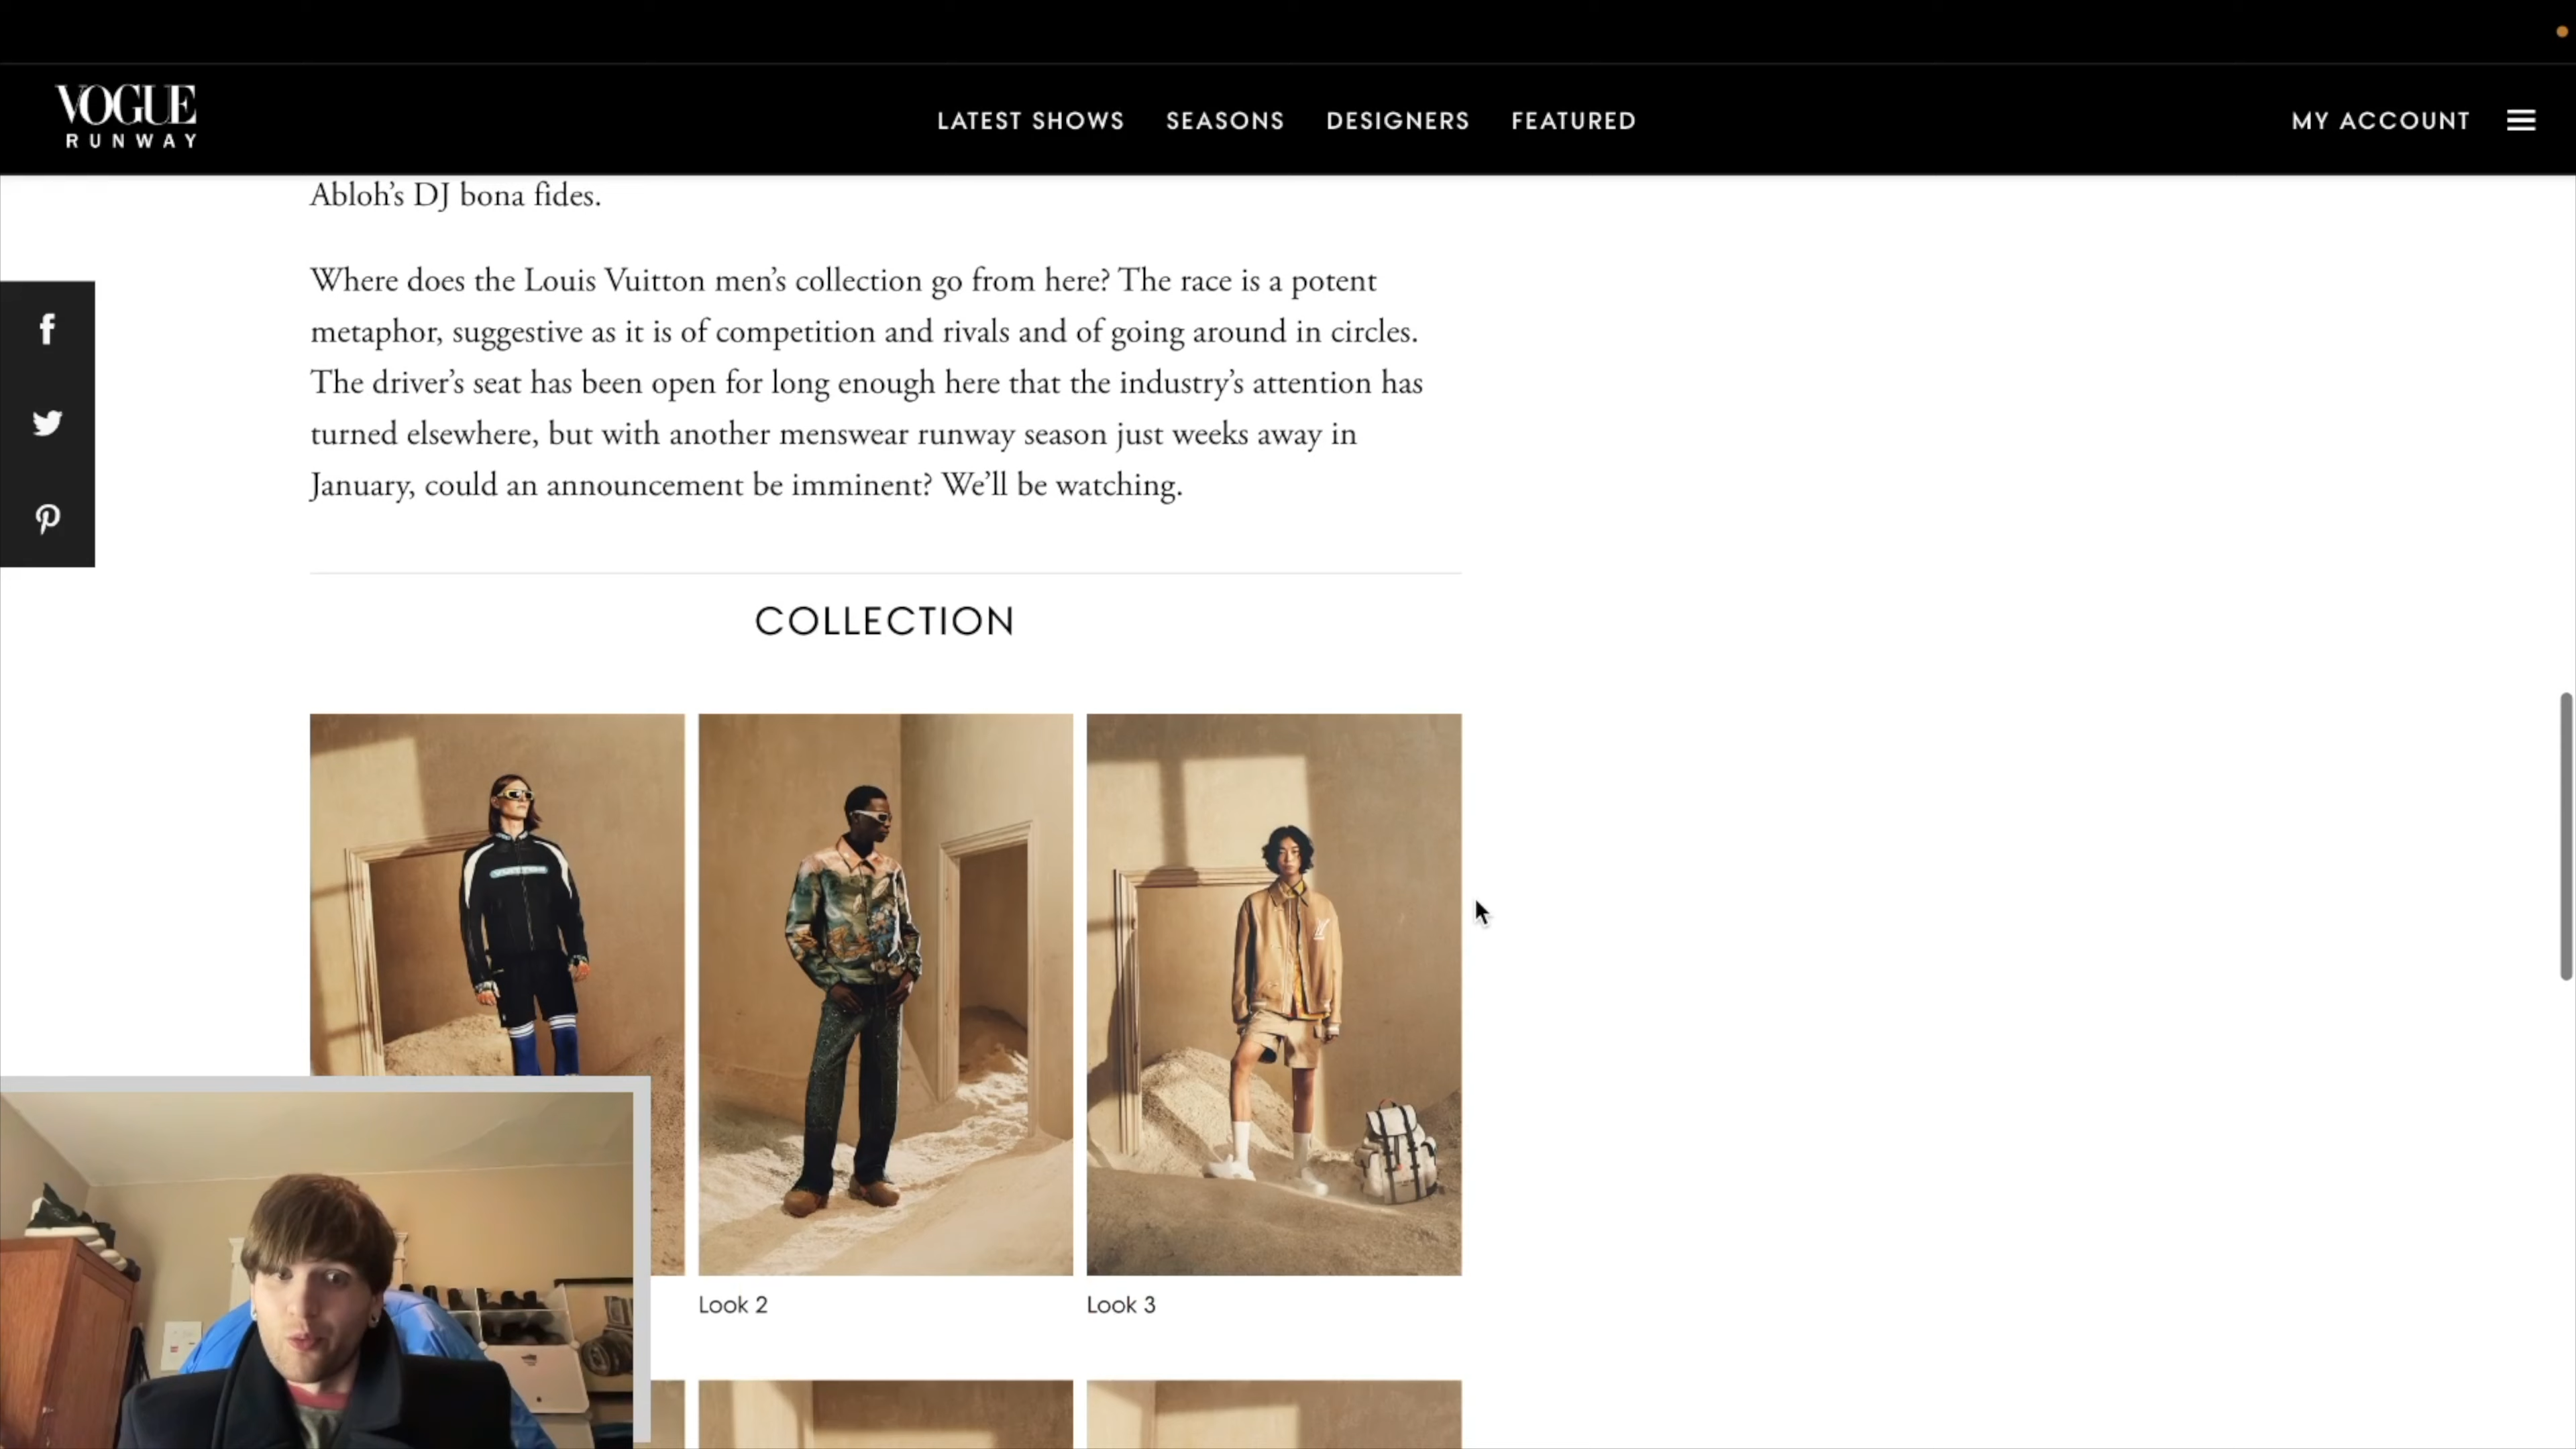 VOGUE
RUNWAY
LATEST SHOWS
SEASONS
DESIGNERS
FEATURED
MY ACCOUNT
Abloh’s DJ bona fides.
Where does the Louis Vuitton men’s collection go from here? The race is a potent
metaphor, suggestive as it is of competition and rivals and of going around in circles.
The driver’s seat has been open for long enough here that the industry’s attention has
turned elsewhere, but with another menswear runway season just weeks away in
January, could an announcement be imminent? We’ll be watching.
COLLECTION
Look 2
Look 3